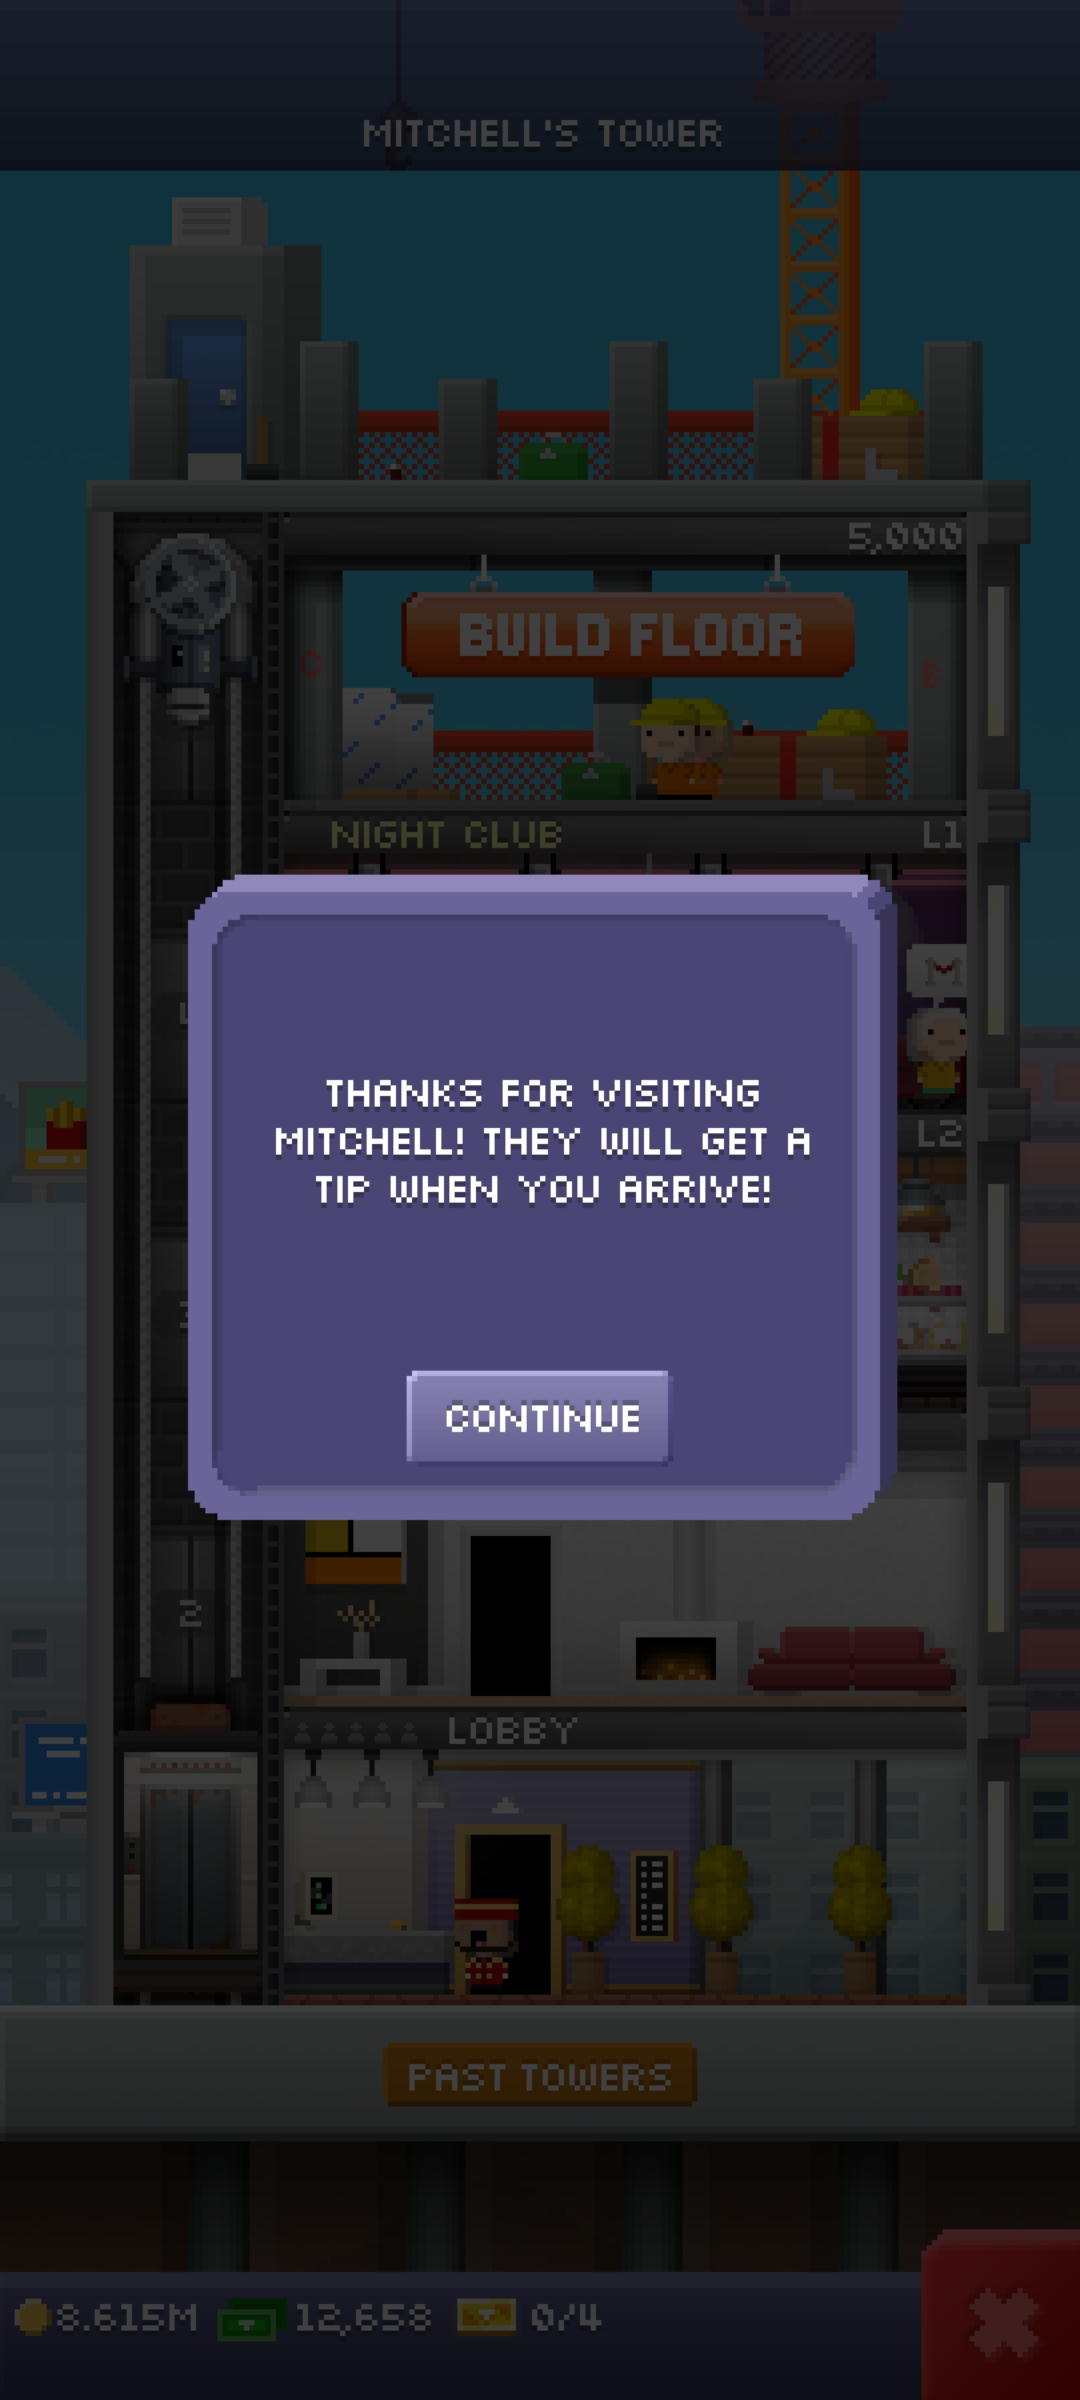 MITCHELL'S TOWER
5,000
BUILD FLOOR
NIGHT CLUB
L1
L2
THANKS FOR VISITING
MITCHELL! THEY WILL GET A
TIP WHEN YOU ARRIVE!
CONTINUE
2
LOBBY
PAST TOWERS
8.615M
12,658
0/4